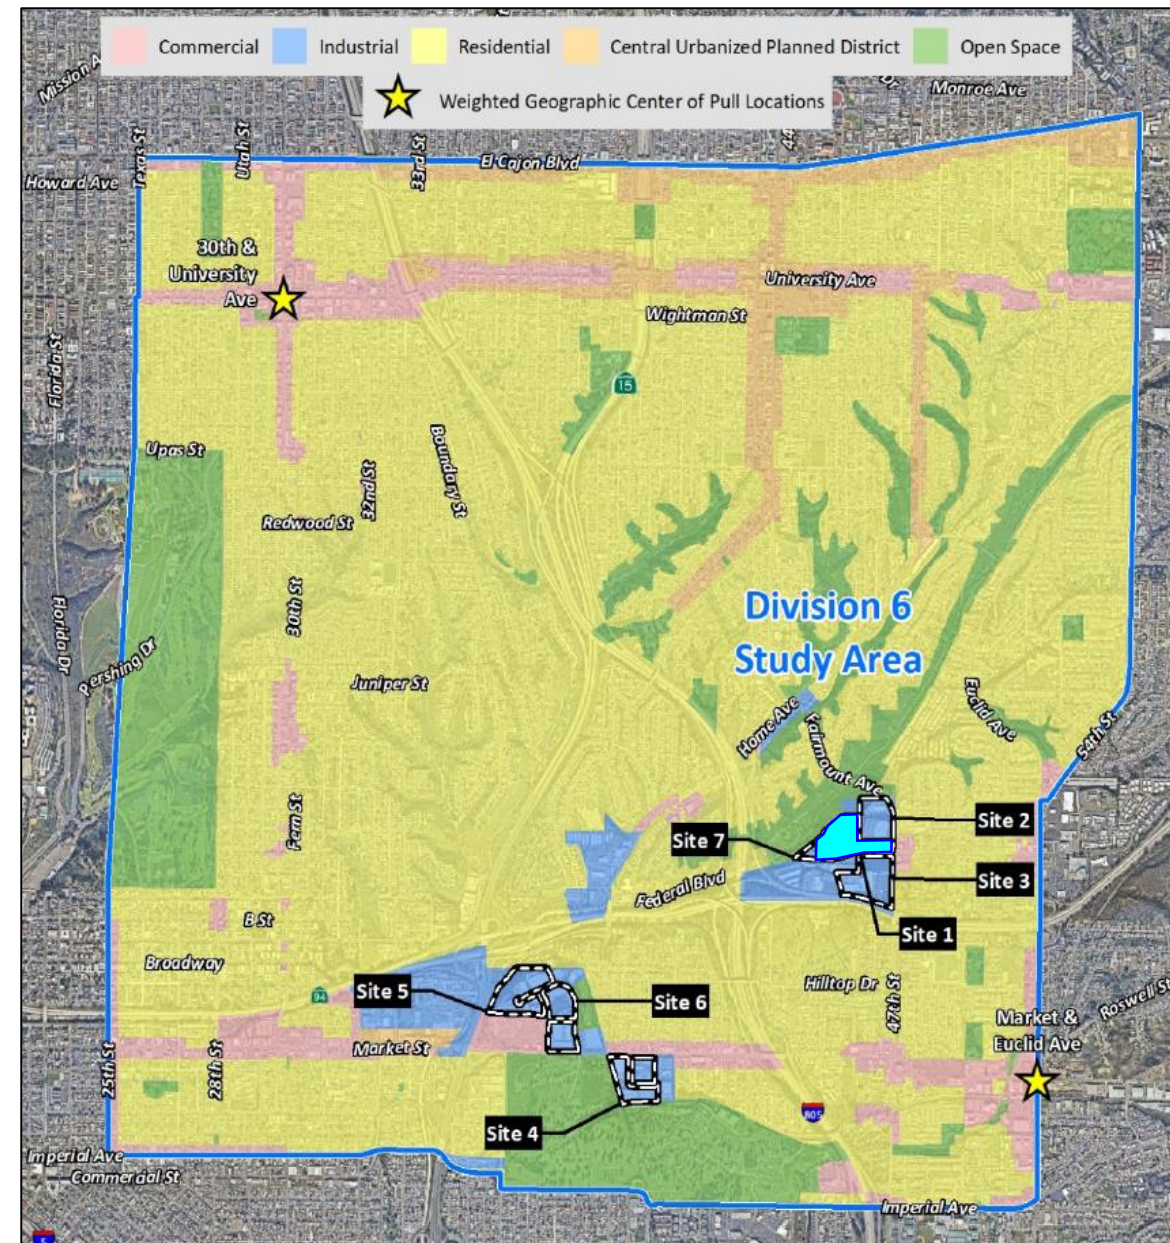 Commercial
Industrial
Residential
Central Urbanized Planned District
Open Space
Weighted Geographic Center of Pull Locations
Mission A
Dr
Monroe Ave
Texas St
Utah St
33rd St
44
El Cajon Blvd
Howard Ave
30th &
University
Ave
University Ave
Wightman St
Florida St
15
Upas St
Boundary St
32nd St
Redwood St
30th St
Division 6
Study Area
Florida Dr
Pershing Dr
Juniper St
Home Ave
Fairmount Ave
Euclid Ave
54th St
Fern St
Site 7
Site 2
Site 3
Federal Blvd
Site 1
B St
Broadway
94
Site 5
Site 6
Hilltop Dr
47th St
Roswell St
Market &
Euclid Ave
Market St
25th St
28th St
805
Site 4
Imperial Ave
Commercial St
Imperial Ave
5